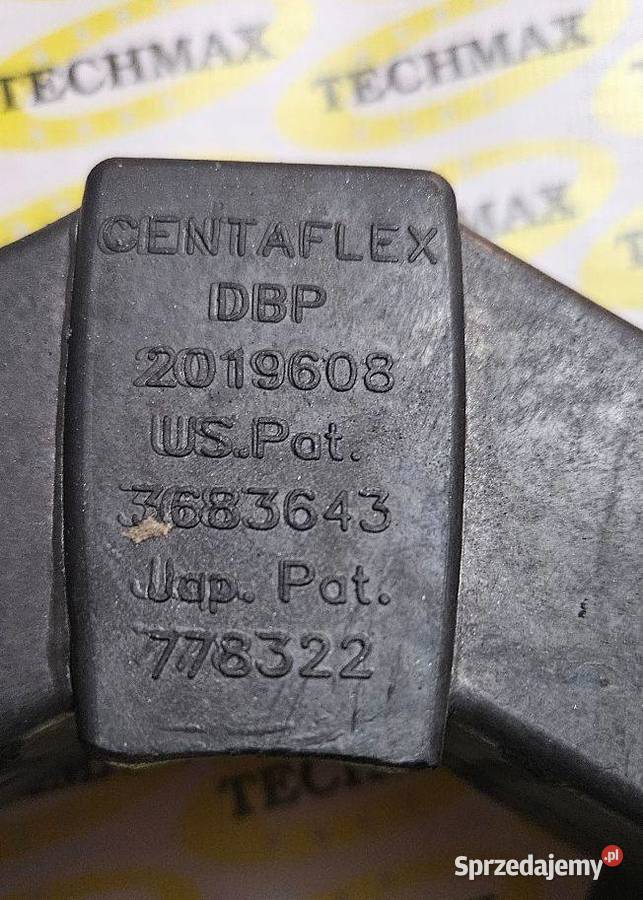 TECHMAX
TECHMAX
CENTAFLEX
DBP
2019608
US.Pat.
3683643
Jap. Pat.
778322
Sprzedajemy.pl